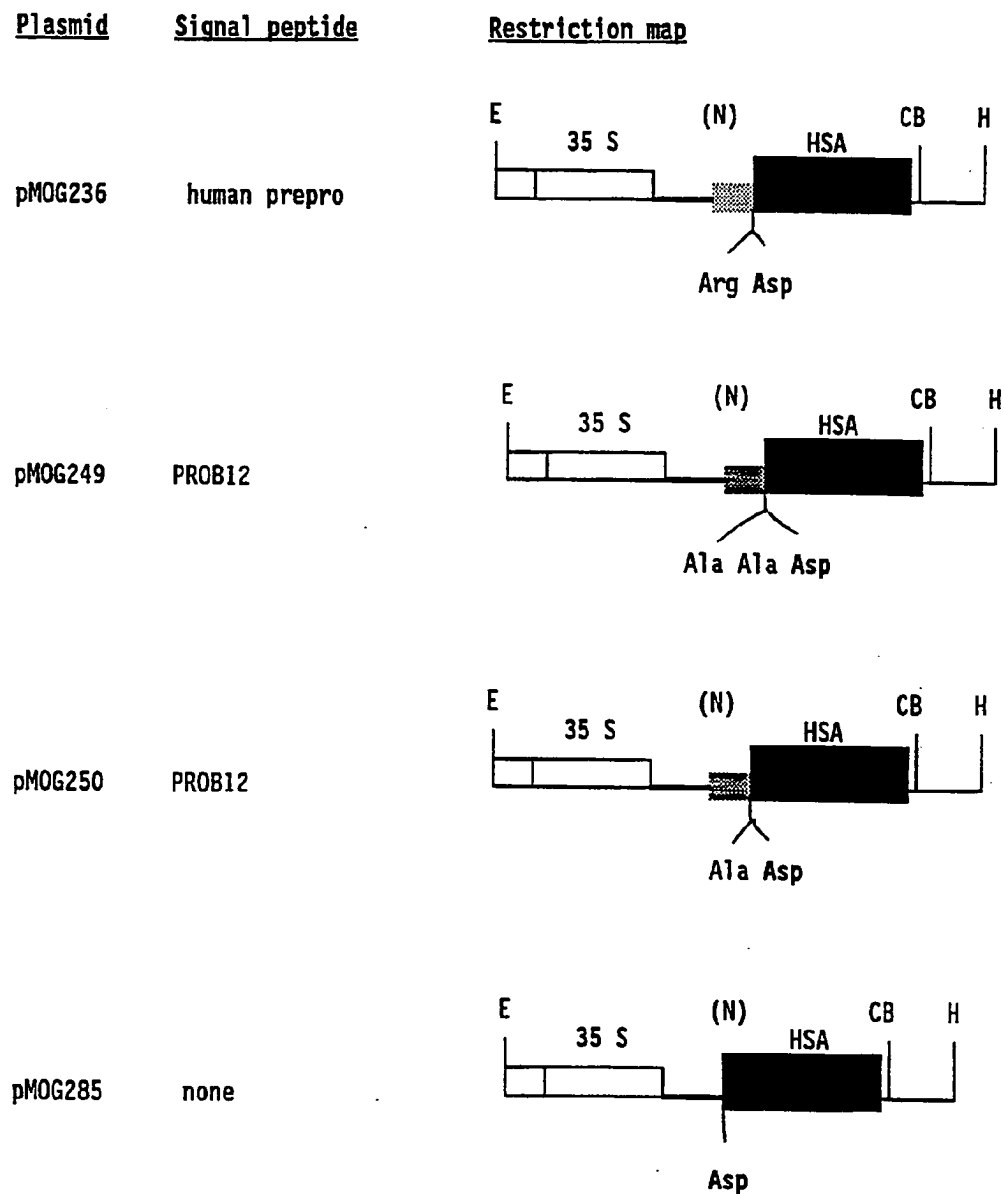 Plasmid Signal peptide Restriction map
E 35 S (N) HSA CB H
pMOG236 human prepro
Arg Asp
E 35 S (N) HSA CB H
pMOG249 PROB12
Ala Ala Asp
E 35 S (N) HSA CB H
pMOG250 PROB12
Ala Asp
E 35 S (N) HSA CB H
pMOG285 none
Asp